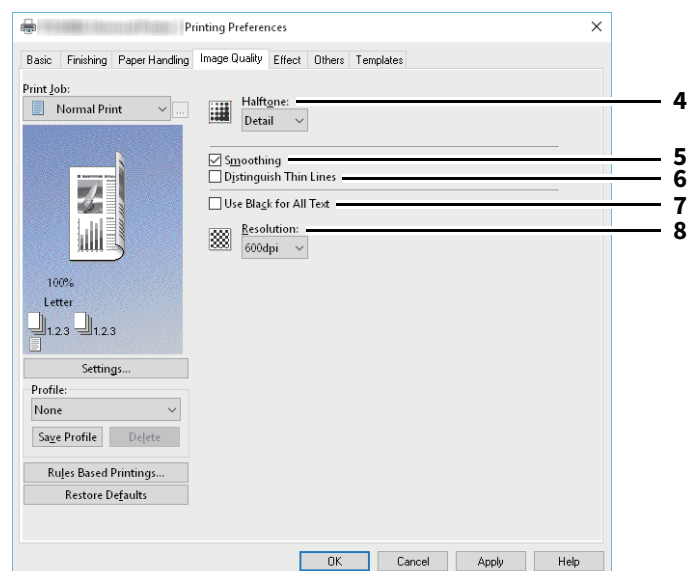 Printing Preferences
Basic Finishing Paper Handling Image Quality Effect Others Templates
Print Job:
Normal Print
...
100%
Letter
1.2.3 1.2.3
Settings...
Profile:
None
Save Profile Delete
Rules Based Printings...
Restore Defaults
Halftone: 4
Detail
Smoothing 5
Distinguish Thin Lines 6
Use Black for All Text 7
Resolution: 8
600dpi
OK Cancel Apply Help